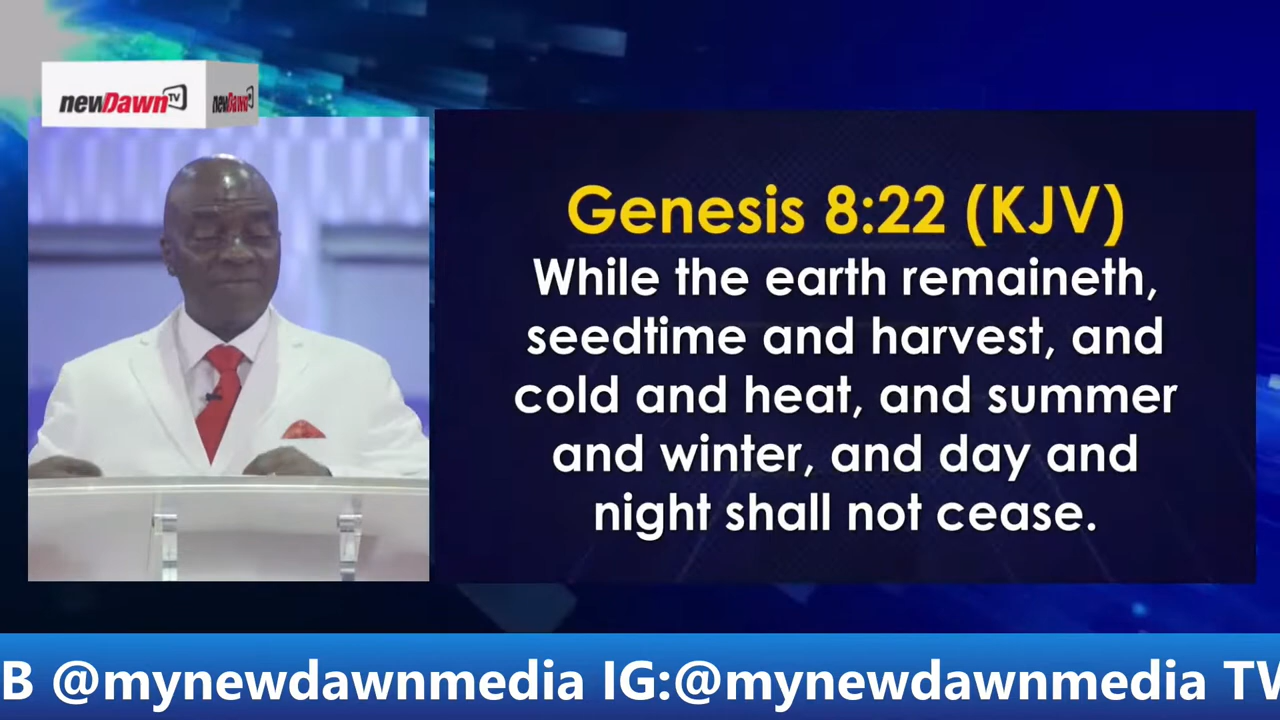 newDawn TV newDawn TV
Genesis 8:22 (KJV)
While the earth remaineth,
seedtime and harvest, and
cold and heat, and summer
and winter, and day and
night shall not cease.
B @mynewdawnmedia IG:@mynewdawnmedia TV